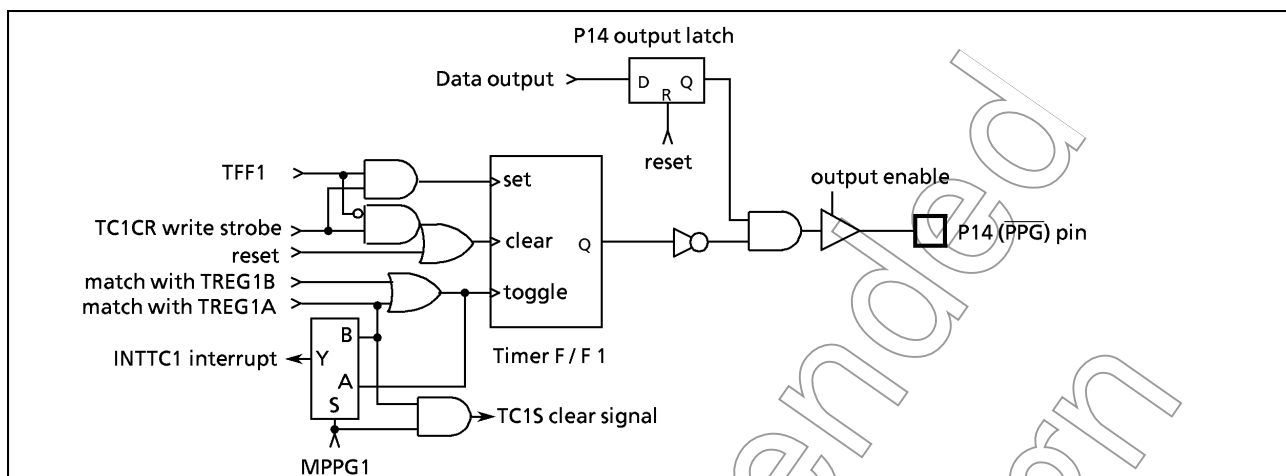 P14 output latch
Data output
D Q
R
reset
TFF1
set
output enable
TC1CR write strobe
clear
Q
P14 (PPG) pin
reset
match with TREG1B
toggle
match with TREG1A
B
INTTC1 interrupt
Y
Timer F / F 1
A
S
TC1S clear signal
MPPG1